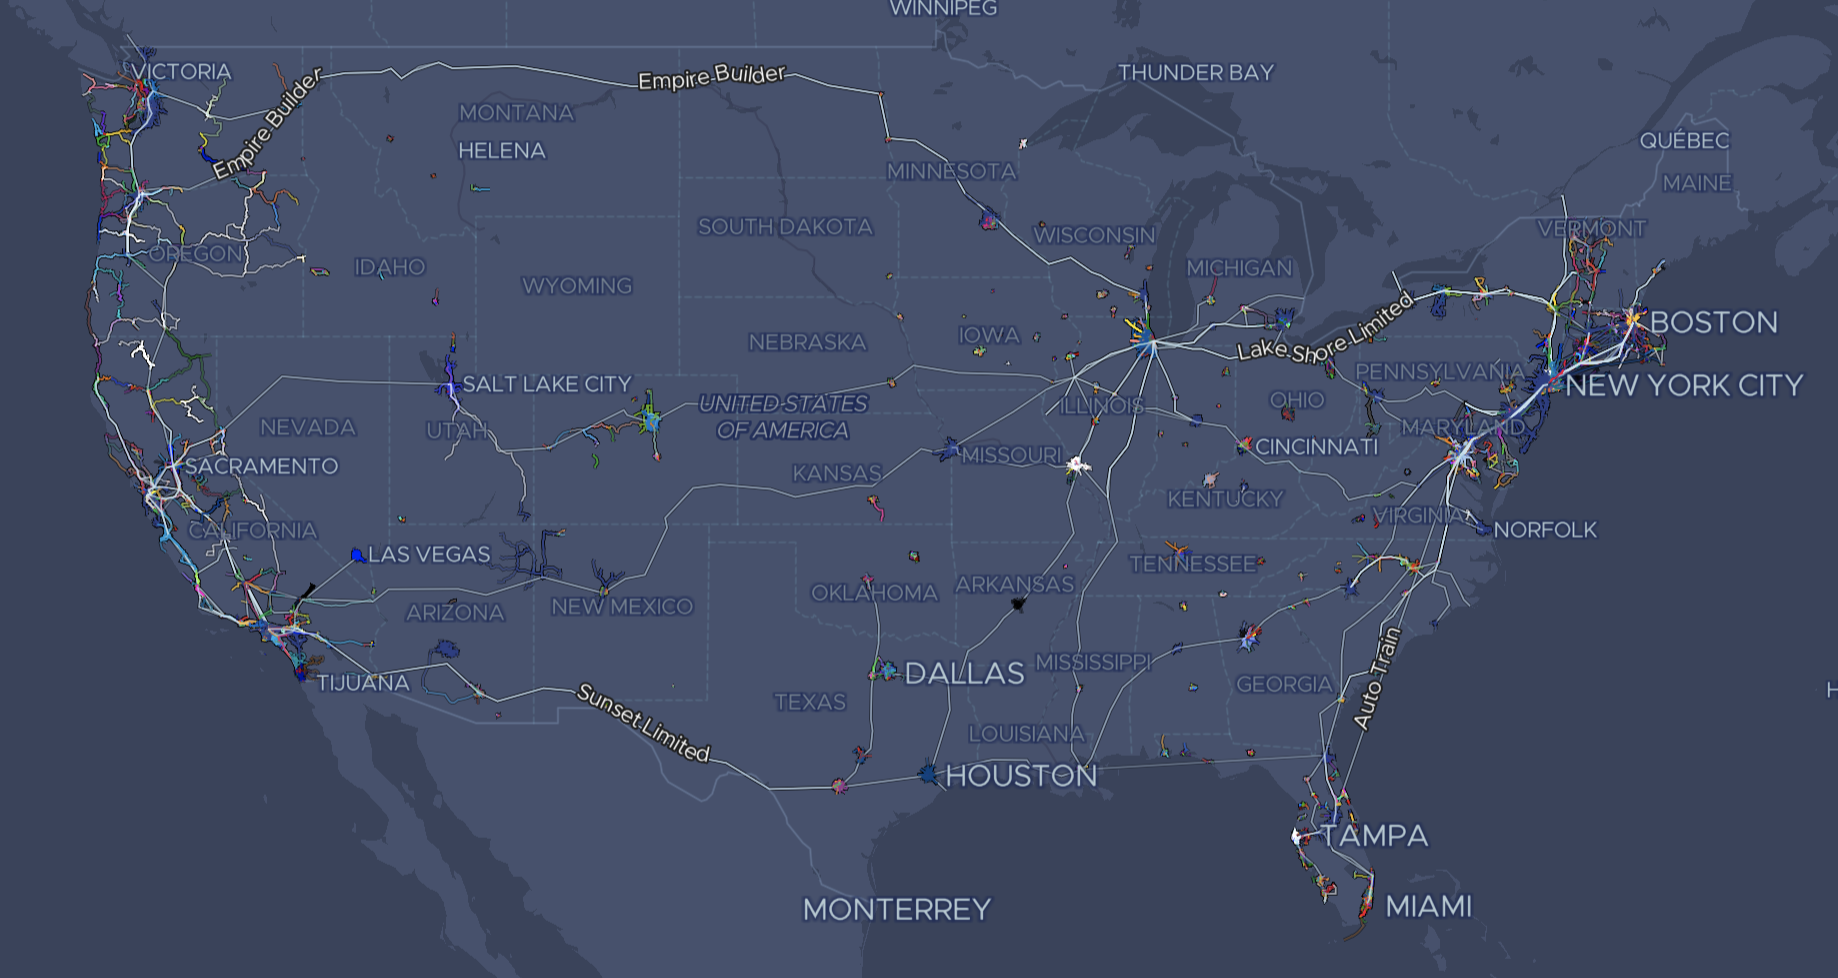 WINNIPEG
VICTORIA
Empire Builder
Empire Builder
THUNDER BAY
MONTANA
HELENA
QUÉBEC
MAINE
MINNESOTA
SOUTH DAKOTA
WISCONSIN
VERMONT
OREGON
IDAHO
WYOMING
MICHIGAN
Lake Shore Limited
BOSTON
NEBRASKA
IOWA
PENNSYLVANIA
NEW YORK CITY
SALT LAKE CITY
UNITED STATES
OF AMERICA
ILLINOIS
OHIO
NEVADA
UTAH
MARYLAND
CINCINNATI
SACRAMENTO
KANSAS
MISSOURI
KENTUCKY
CALIFORNIA
VIRGINIA
NORFOLK
LAS VEGAS
TENNESSEE
ARIZONA
NEW MEXICO
OKLAHOMA
ARKANSAS
TIJUANA
DALLAS
MISSISSIPPI
GEORGIA
Auto Train
Sunset Limited
TEXAS
LOUISIANA
HOUSTON
TAMPA
MONTERREY
MIAMI
H